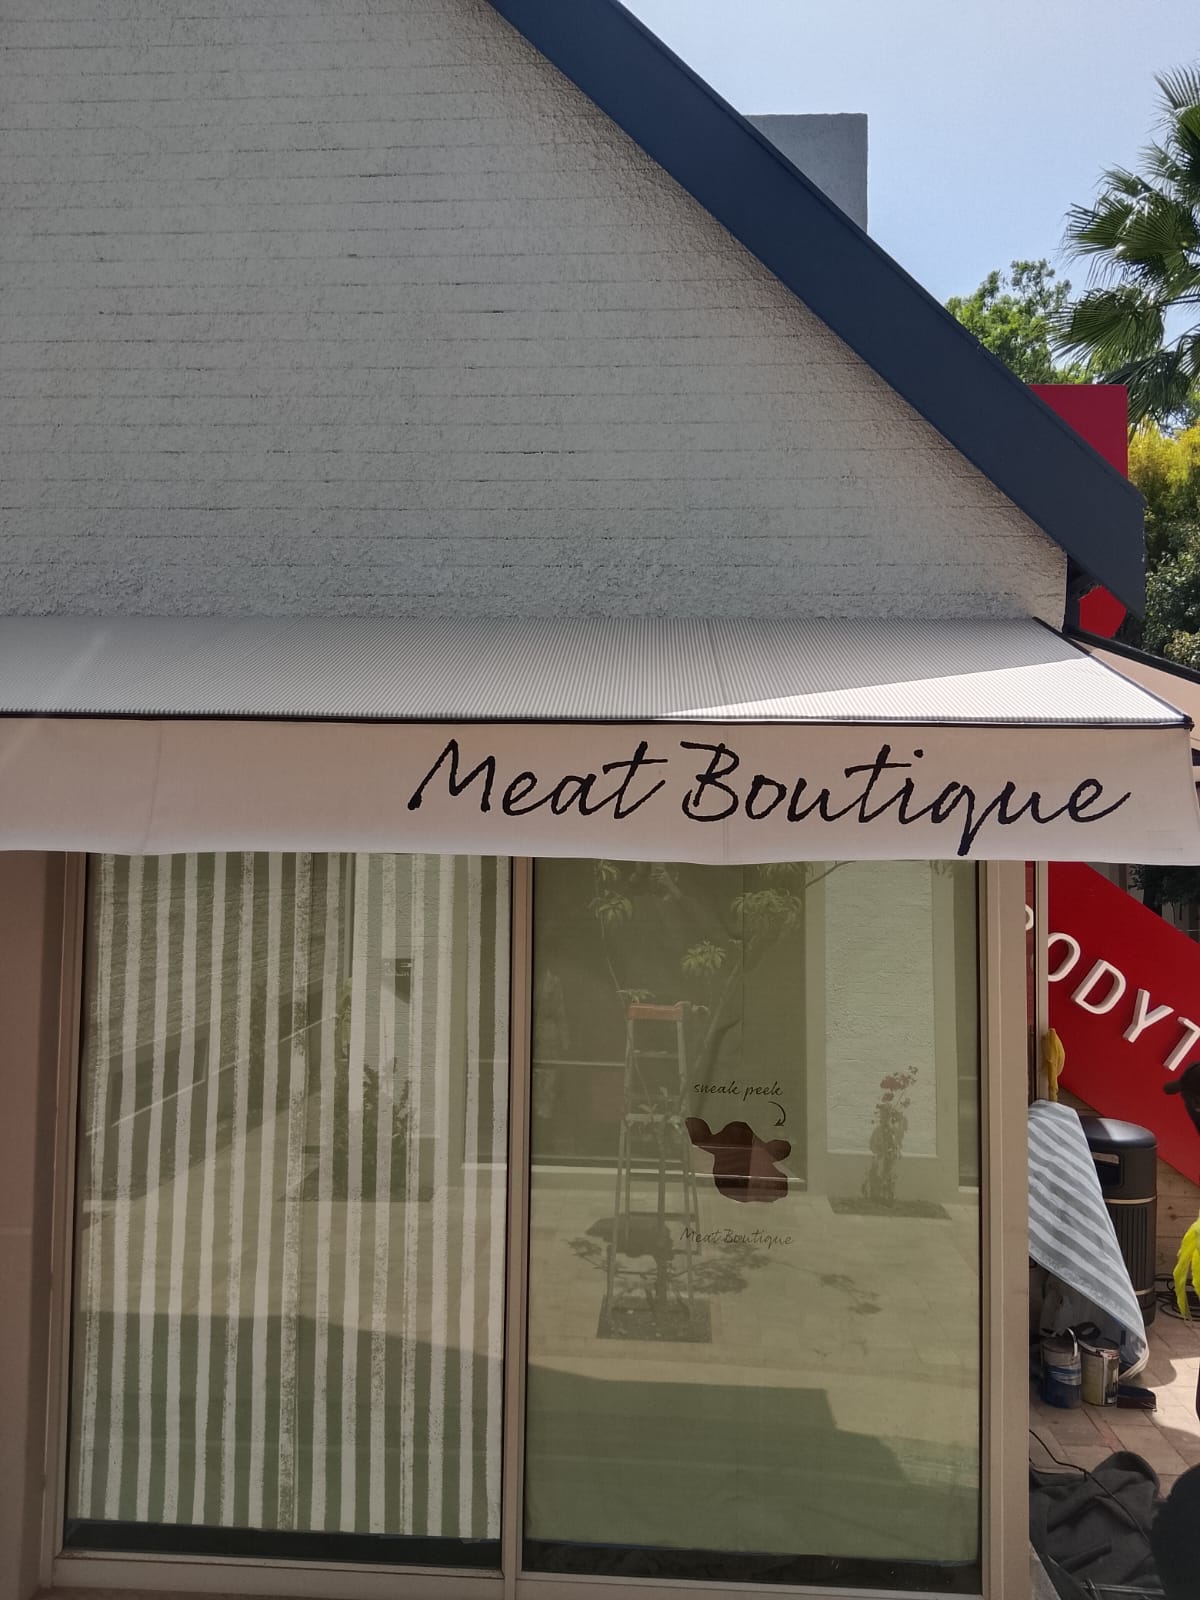 Meat Boutique
ODYT
sneak peek
Meat Boutique